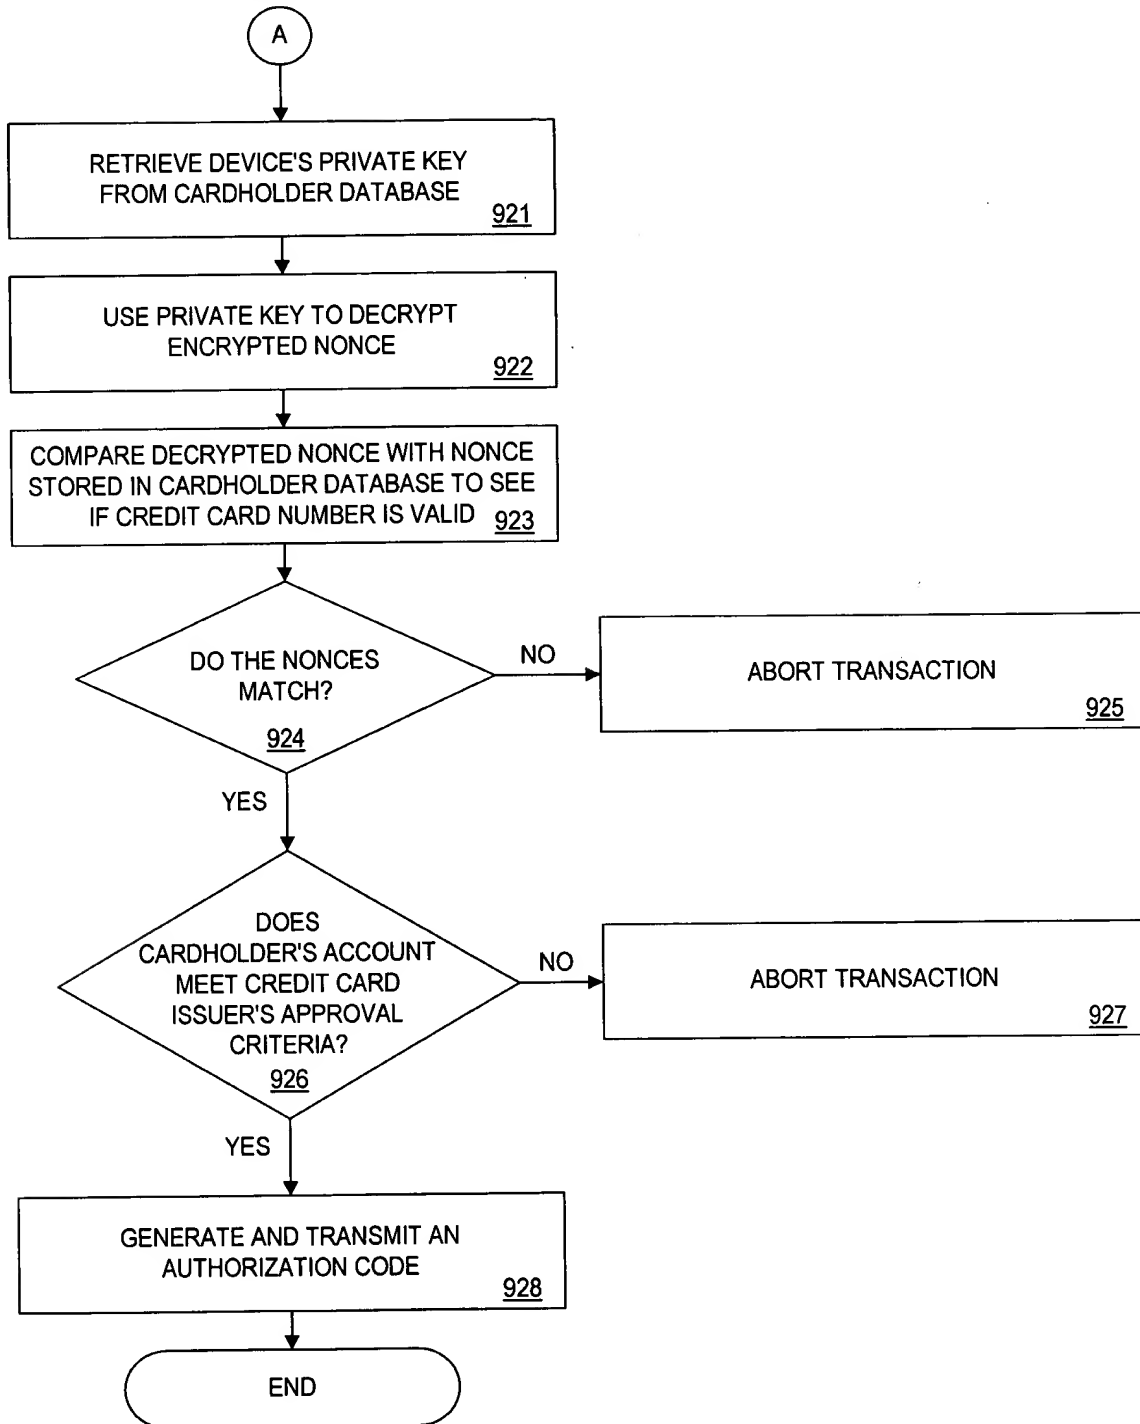 A
RETRIEVE DEVICE'S PRIVATE KEY
FROM CARDHOLDER DATABASE
921
USE PRIVATE KEY TO DECRYPT
ENCRYPTED NONCE
922
COMPARE DECRYPTED NONCE WITH NONCE
STORED IN CARDHOLDER DATABASE TO SEE
IF CREDIT CARD NUMBER IS VALID
923
DO THE NONCES
MATCH?
924
NO
ABORT TRANSACTION
925
YES
DOES
CARDHOLDER'S ACCOUNT
MEET CREDIT CARD
ISSUER'S APPROVAL
CRITERIA?
926
NO
ABORT TRANSACTION
927
YES
GENERATE AND TRANSMIT AN
AUTHORIZATION CODE
928
END